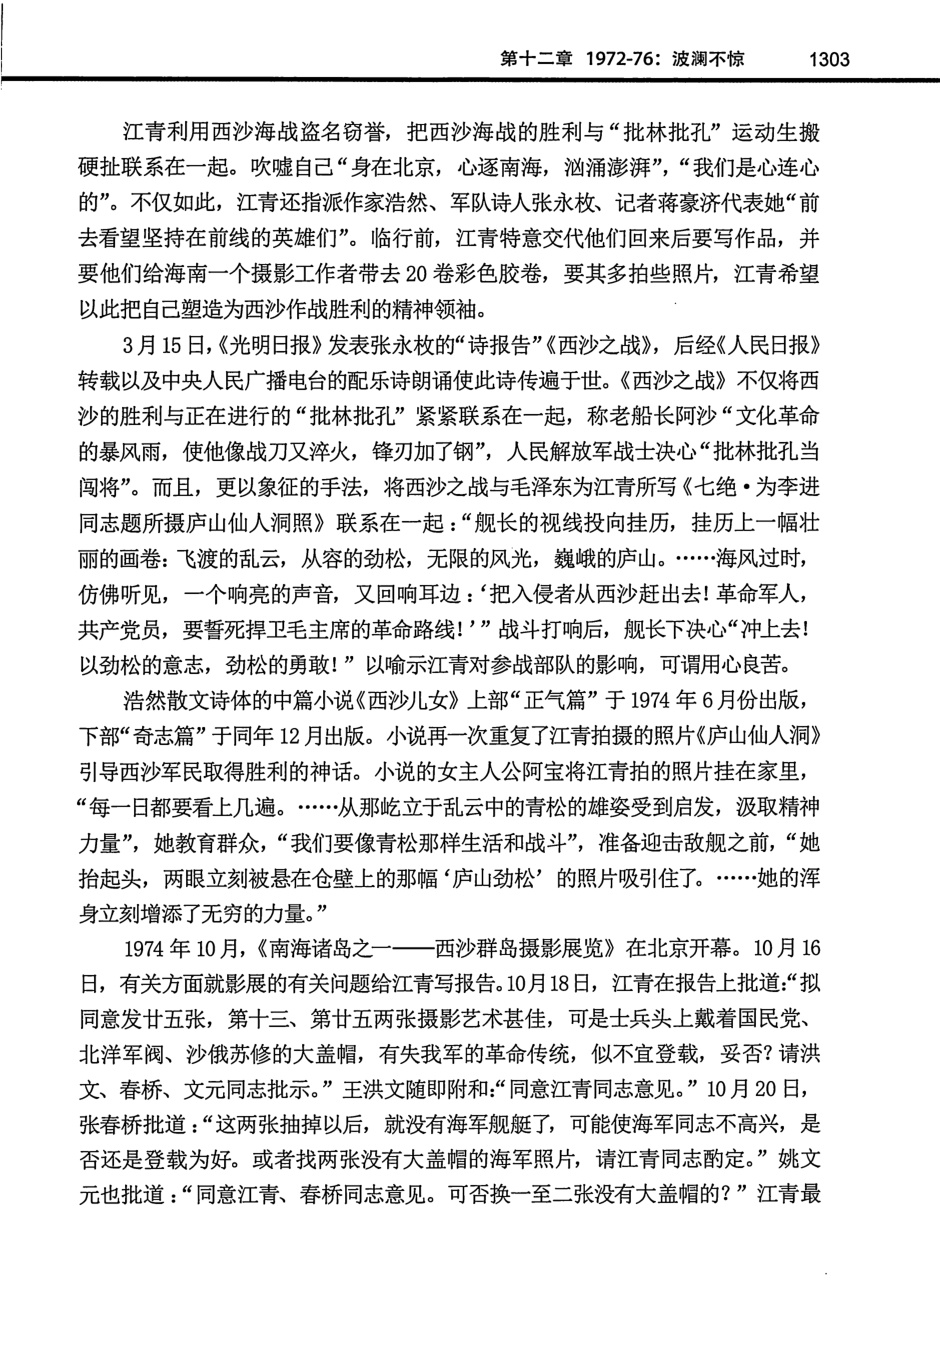 第十二章 1972-76：波澜不惊 1303
江青利用西沙海战盗名窃誉，把西沙海战的胜利与“批林批孔”运动生搬
硬扯联系在一起。吹嘘自己“身在北京，心逐南海，汹涌澎湃”，“我们是心连心
的”。不仅如此，江青还指派作家浩然、军队诗人张永枚、记者蒋豪济代表她“前
去看望坚持在前线的英雄们”。临行前，江青特意交代他们回来后要写作品，并
要他们给海南一个摄影工作者带去 20 卷彩色胶卷，要其多拍些照片，江青希望
以此把自己塑造为西沙作战胜利的精神领袖。
3 月 15 日，《光明日报》发表张永枚的“诗报告”《西沙之战》，后经《人民日报》
转载以及中央人民广播电台的配乐诗朗诵使此诗传遍于世。《西沙之战》不仅将西
沙的胜利与正在进行的“批林批孔”紧紧联系在一起，称老船长阿沙“文化革命
的暴风雨，使他像战刀又淬火，锋刃加了钢”，人民解放军战士决心“批林批孔当
闯将”。而且，更以象征的手法，将西沙之战与毛泽东为江青所写《七绝·为李进
同志题所摄庐山仙人洞照》联系在一起：“舰长的视线投向挂历，挂历上一幅壮
丽的画卷：飞渡的乱云，从容的劲松，无限的风光，巍峨的庐山。……海风过时，
仿佛听见，一个响亮的声音，又回响耳边：‘把入侵者从西沙赶出去！革命军人，
共产党员，要誓死捍卫毛主席的革命路线！’”战斗打响后，舰长下决心“冲上去！
以劲松的意志，劲松的勇敢！”以喻示江青对参战部队的影响，可谓用心良苦。
浩然散文诗体的中篇小说《西沙儿女》上部“正气篇”于 1974 年 6 月份出版，
下部“奇志篇”于同年 12 月出版。小说再一次重复了江青拍摄的照片《庐山仙人洞》
引导西沙军民取得胜利的神话。小说的女主人公阿宝将江青拍的照片挂在家里，
“每一日都要看上几遍。……从那屹立于乱云中的青松的雄姿受到启发，汲取精神
力量”，她教育群众，“我们要像青松那样生活和战斗”，准备迎击敌舰之前，“她
抬起头，两眼立刻被悬在仓壁上的那幅‘庐山劲松’的照片吸引住了。……她的浑
身立刻增添了无穷的力量。”
1974 年 10 月，《南海诸岛之一——西沙群岛摄影展览》在北京开幕。10 月 16
日，有关方面就影展的有关问题给江青写报告。10月18日，江青在报告上批道：“拟
同意发廿五张，第十三、第廿五两张摄影艺术甚佳，可是士兵头上戴着国民党、
北洋军阀、沙俄苏修的大盖帽，有失我军的革命传统，似不宜登载，妥否？请洪
文、春桥、文元同志批示。”王洪文随即附和：“同意江青同志意见。”10 月 20 日，
张春桥批道：“这两张抽掉以后，就没有海军舰艇了，可能使海军同志不高兴，是
否还是登载为好。或者找两张没有大盖帽的海军照片，请江青同志酌定。”姚文
元也批道：“同意江青、春桥同志意见。可否换一至二张没有大盖帽的？”江青最